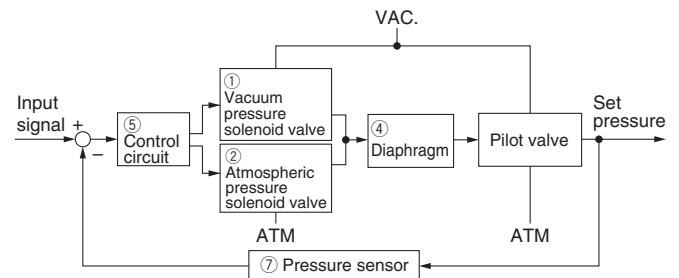 VAC.
Input
signal
+
−
⑤
Control
circuit
①
Vacuum
pressure
solenoid valve
②
Atmospheric
pressure
solenoid valve
ATM
④
Diaphragm
Pilot valve
ATM
Set
pressure
⑦ Pressure sensor